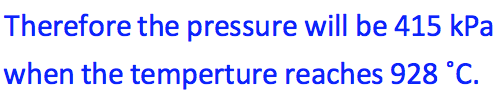 Therefore the pressure will be 415 kPa
when the temperture reaches 928 ˚C.